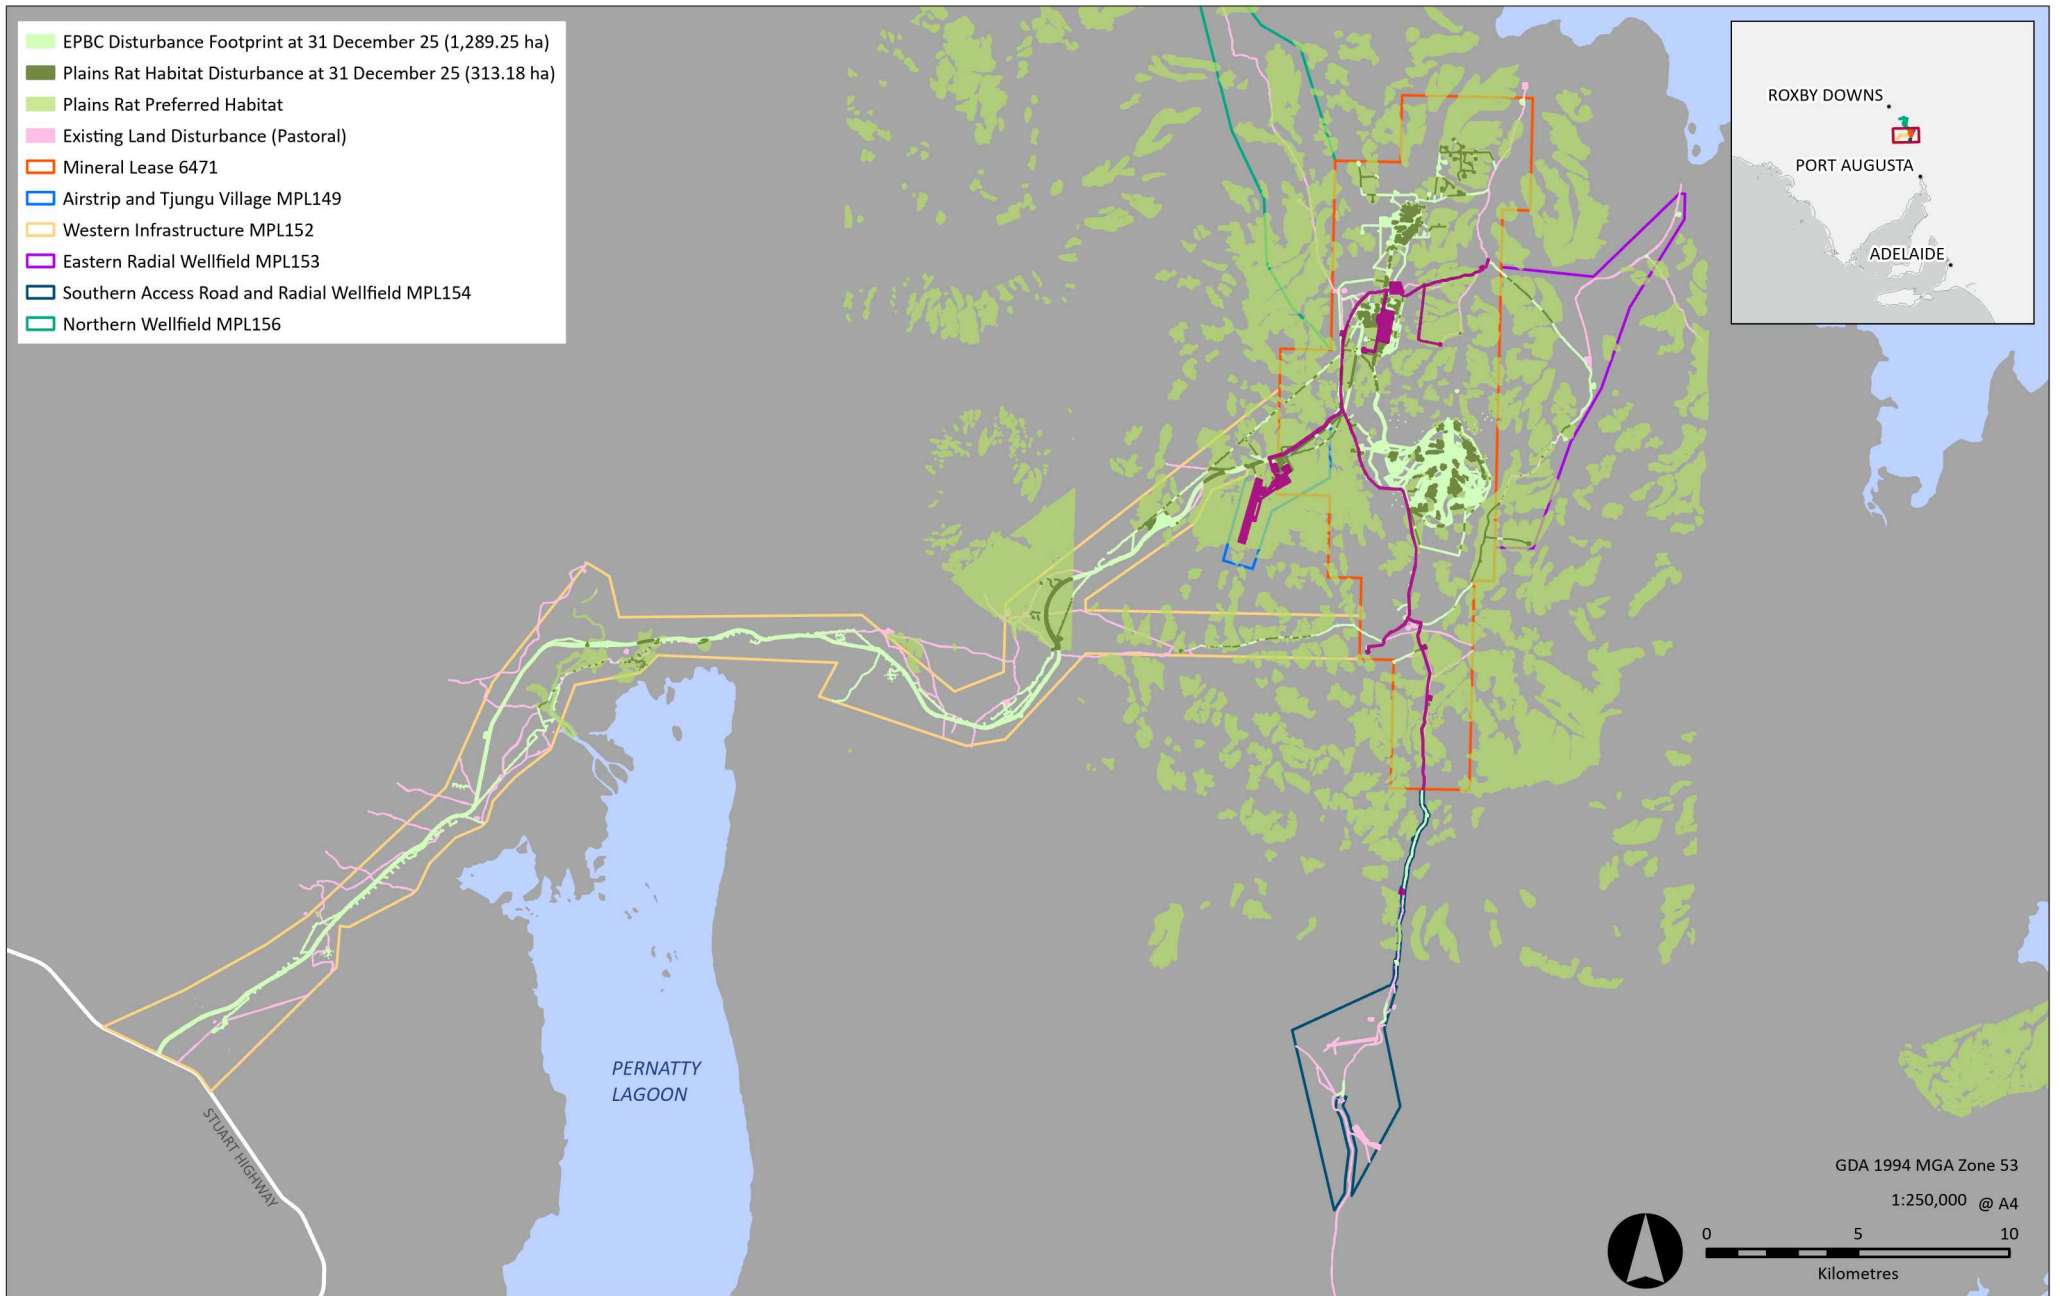 EPBC Disturbance Footprint at 31 December 25 (1,289.25 ha)
Plains Rat Habitat Disturbance at 31 December 25 (313.18 ha)
Plains Rat Preferred Habitat
Existing Land Disturbance (Pastoral)
Mineral Lease 6471
Airstrip and Tjungu Village MPL149
Western Infrastructure MPL152
Eastern Radial Wellfield MPL153
Southern Access Road and Radial Wellfield MPL154
Northern Wellfield MPL156
ROXBY DOWNS
PORT AUGUSTA
ADELAIDE
PERNATTY
LAGOON
STUART HIGHWAY
GDA 1994 MGA Zone 53
1:250,000 @ A4
0 5 10
Kilometres